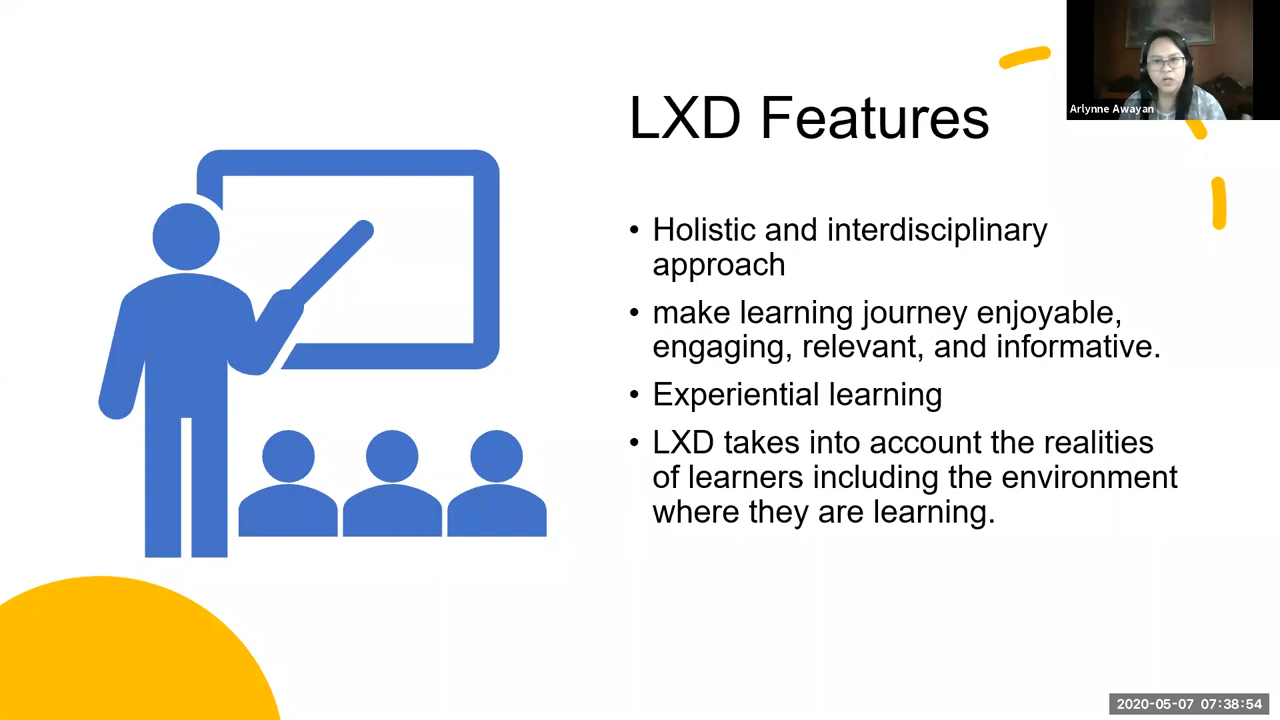 LXD Features
Arlynne Awayan
• Holistic and interdisciplinary
approach
• make learning journey enjoyable,
engaging, relevant, and informative.
• Experiential learning
• LXD takes into account the realities
of learners including the environment
where they are learning.
2020-05-07 07:38:54